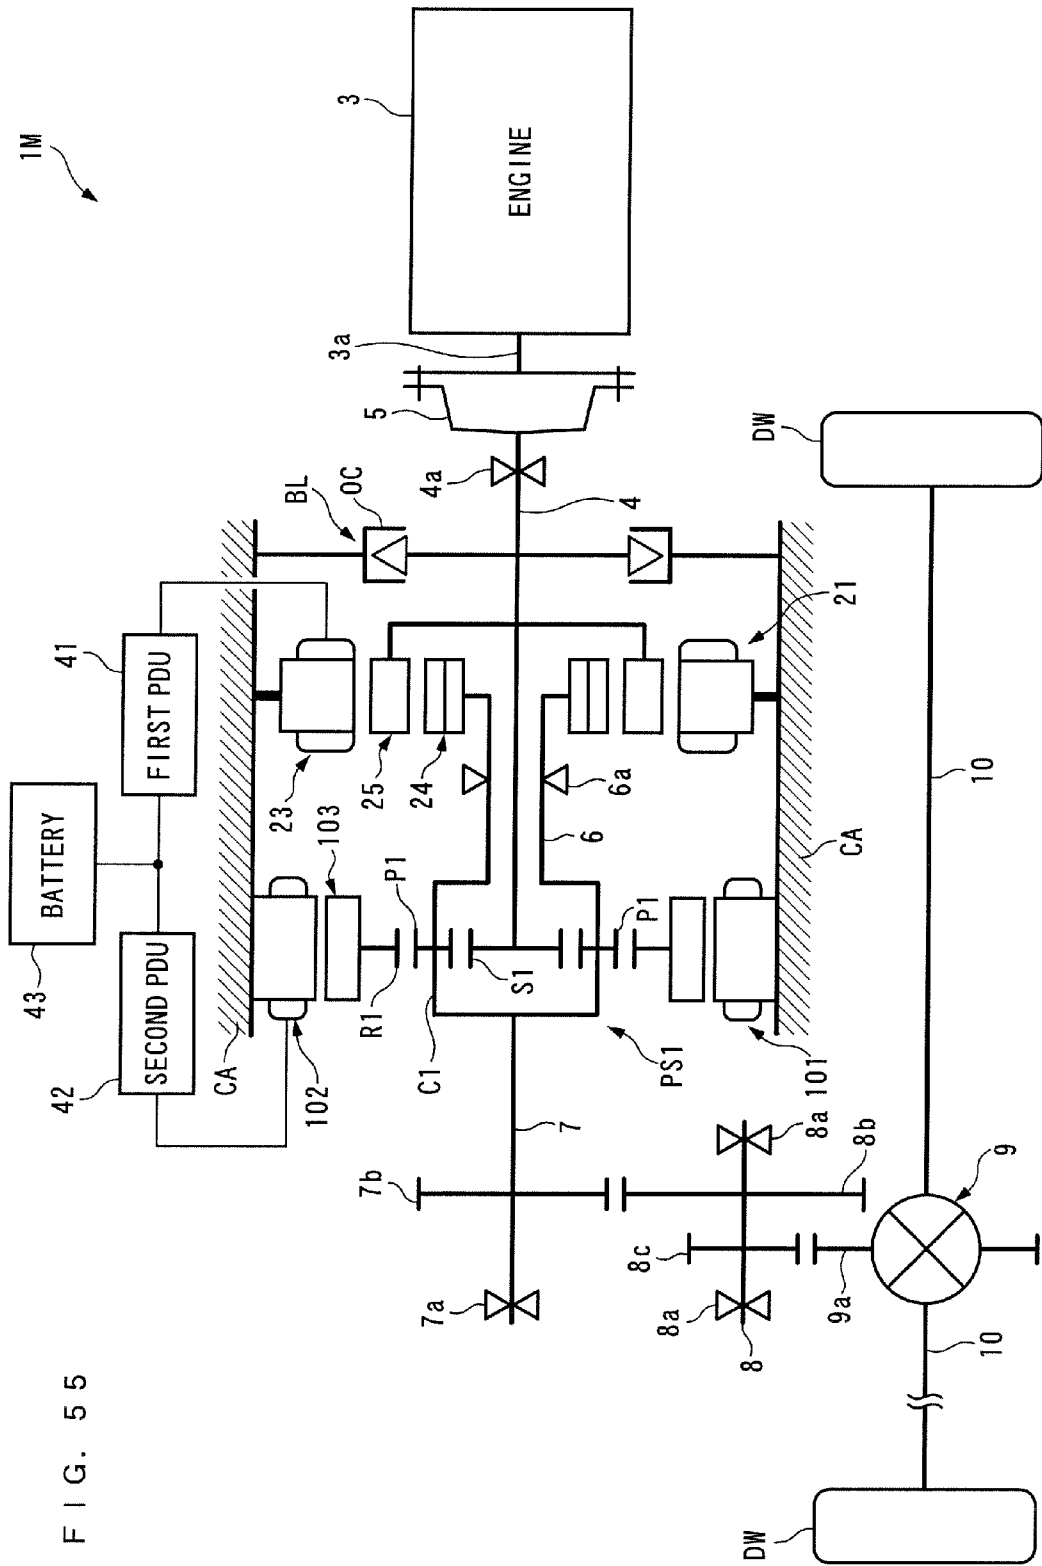 FIG. 55
1M
43
BATTERY
42
41
SECOND PDU
FIRST PDU
CA
102
23
103
BL
OC
3
3a
5
7b
R1
P1
25
24
C1
7a
4a
S1
ENGINE
7
6
6a
4
8a
8c
PS1
P1
8
DW
DW
9a
8a
101
21
CA
8b
10
9
10